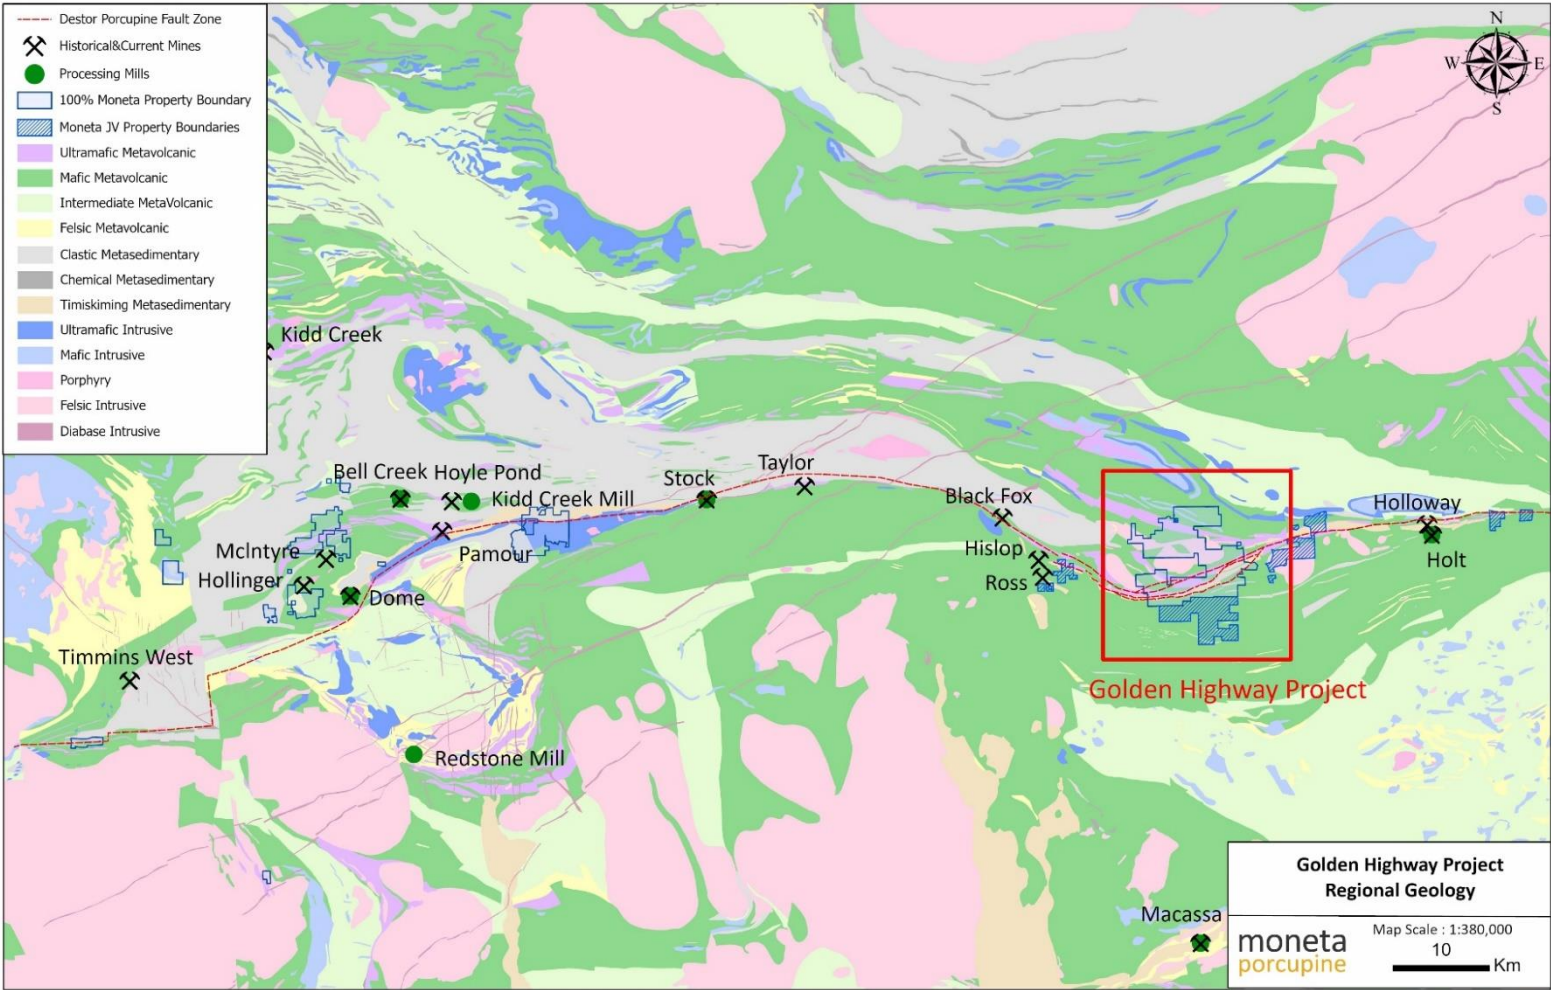 Destor Porcupine Fault Zone
Historical&Current Mines
Processing Mills
100% Moneta Property Boundary
Moneta JV Property Boundaries
Ultramafic Metavolcanic
Mafic Metavolcanic
Intermediate MetaVolcanic
Felsic Metavolcanic
Clastic Metasedimentary
Chemical Metasedimentary
Timiskiming Metasedimentary
Ultramafic Intrusive
Mafic Intrusive
Porphyry
Felsic Intrusive
Diabase Intrusive
N
W
E
S
Kidd Creek
Bell Creek
Hoyle Pond
Kidd Creek Mill
Stock
Taylor
Black Fox
Holloway
McIntyre
Pamour
Hislop
Hollinger
Dome
Ross
Holt
Timmins West
Golden Highway Project
Redstone Mill
Macassa
Golden Highway Project
Regional Geology
moneta
porcupine
Map Scale : 1:380,000
10
Km